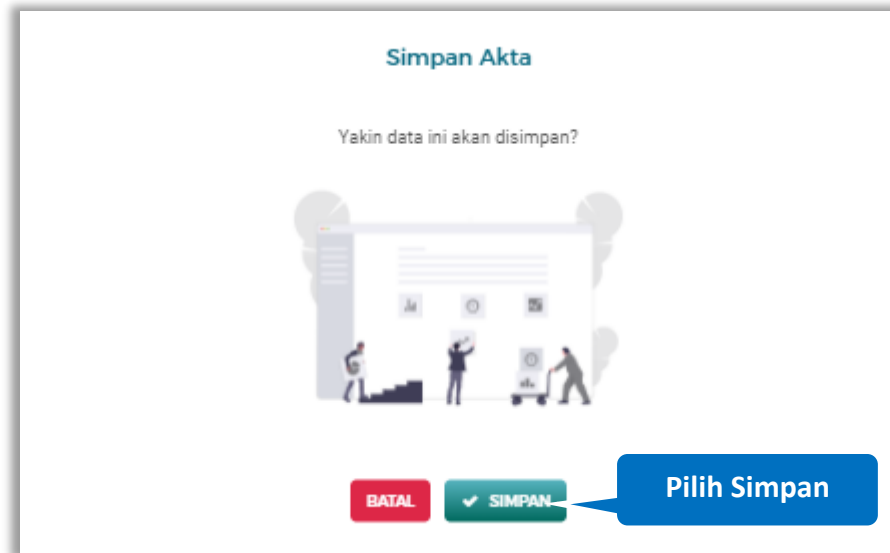 Simpan Akta
Yakin data ini akan disimpan?
BATAL
SIMPAN
Pilih Simpan